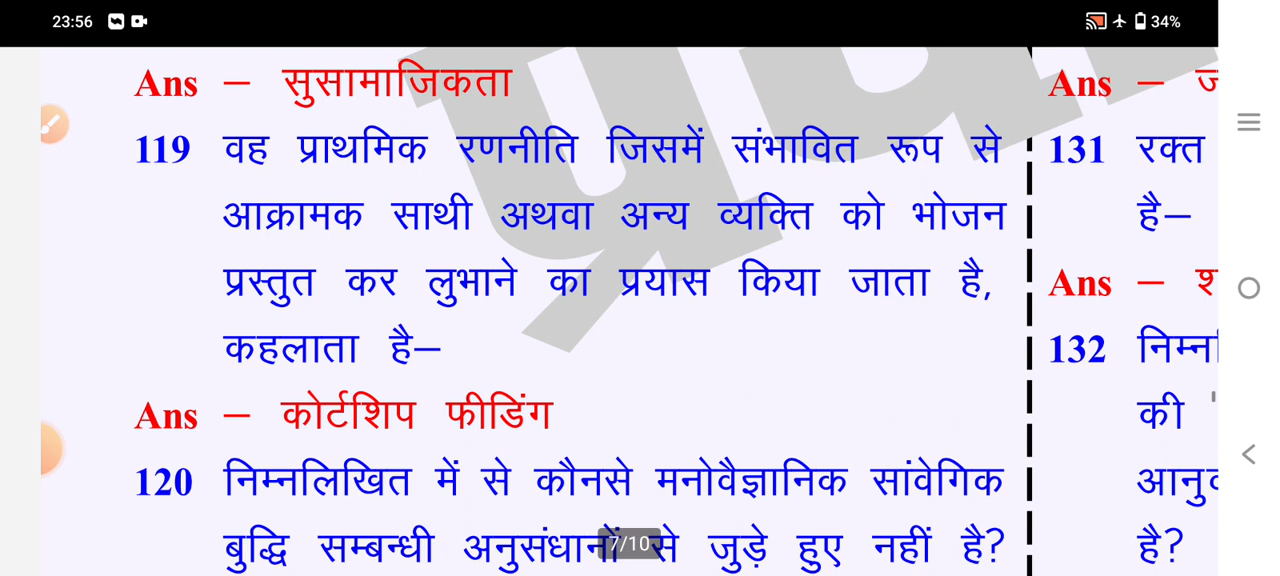 23:56
34%
Ans – सुसामाजिकता
119 वह प्राथमिक रणनीति जिसमें संभावित रूप से
आक्रामक साथी अथवा अन्य व्यक्ति को भोजन
प्रस्तुत कर लुभाने का प्रयास किया जाता है,
कहलाता है–
Ans – कोर्टशिप फीडिंग
120 निम्नलिखित में से कौनसे मनोवैज्ञानिक सांवेगिक
बुद्धि सम्बन्धी अनुसंधानों से जुड़े हुए नहीं है?
7/10
Ans –
131 रक्त
है–
Ans –
132
की
है?